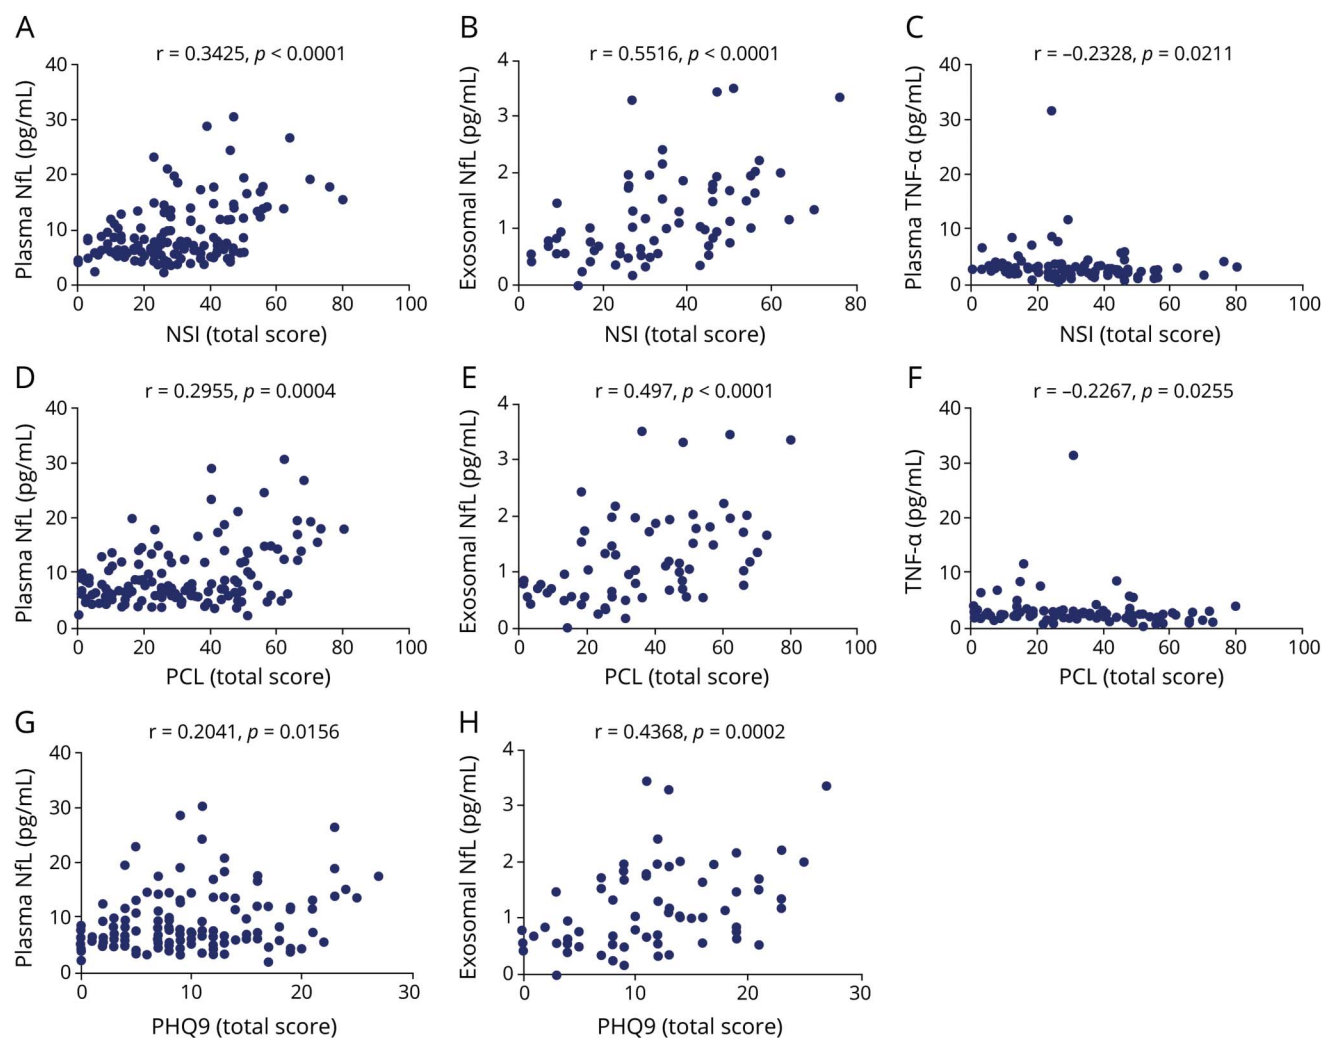 A
r = 0.3425, p < 0.0001
Plasma NfL (pg/mL)
40
30
20
10
0
0 20 40 60 80 100
NSI (total score)
B
r = 0.5516, p < 0.0001
Exosomal NfL (pg/mL)
4
3
2
1
0
0 20 40 60 80
NSI (total score)
C
r = –0.2328, p = 0.0211
Plasma TNF-α (pg/mL)
40
30
20
10
0
0 20 40 60 80 100
NSI (total score)
D
r = 0.2955, p = 0.0004
Plasma NfL (pg/mL)
40
30
20
10
0
0 20 40 60 80 100
PCL (total score)
E
r = 0.497, p < 0.0001
Exosomal NfL (pg/mL)
4
3
2
1
0
0 20 40 60 80 100
PCL (total score)
F
r = –0.2267, p = 0.0255
TNF-α (pg/mL)
40
30
20
10
0
0 20 40 60 80 100
PCL (total score)
G
r = 0.2041, p = 0.0156
Plasma NfL (pg/mL)
40
30
20
10
0
0 10 20 30
PHQ9 (total score)
H
r = 0.4368, p = 0.0002
Exosomal NfL (pg/mL)
4
3
2
1
0
0 10 20 30
PHQ9 (total score)